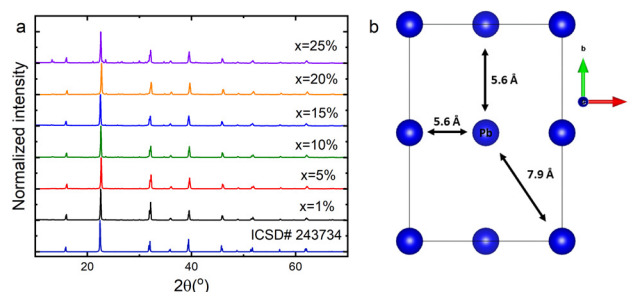 a
x=25%
x=20%
x=15%
x=10%
x=5%
x=1%
ICSD# 243734
Normalized intensity
20
40
60
2θ(°)
b
5.6 Å
5.6 Å
Pb
7.9 Å
b